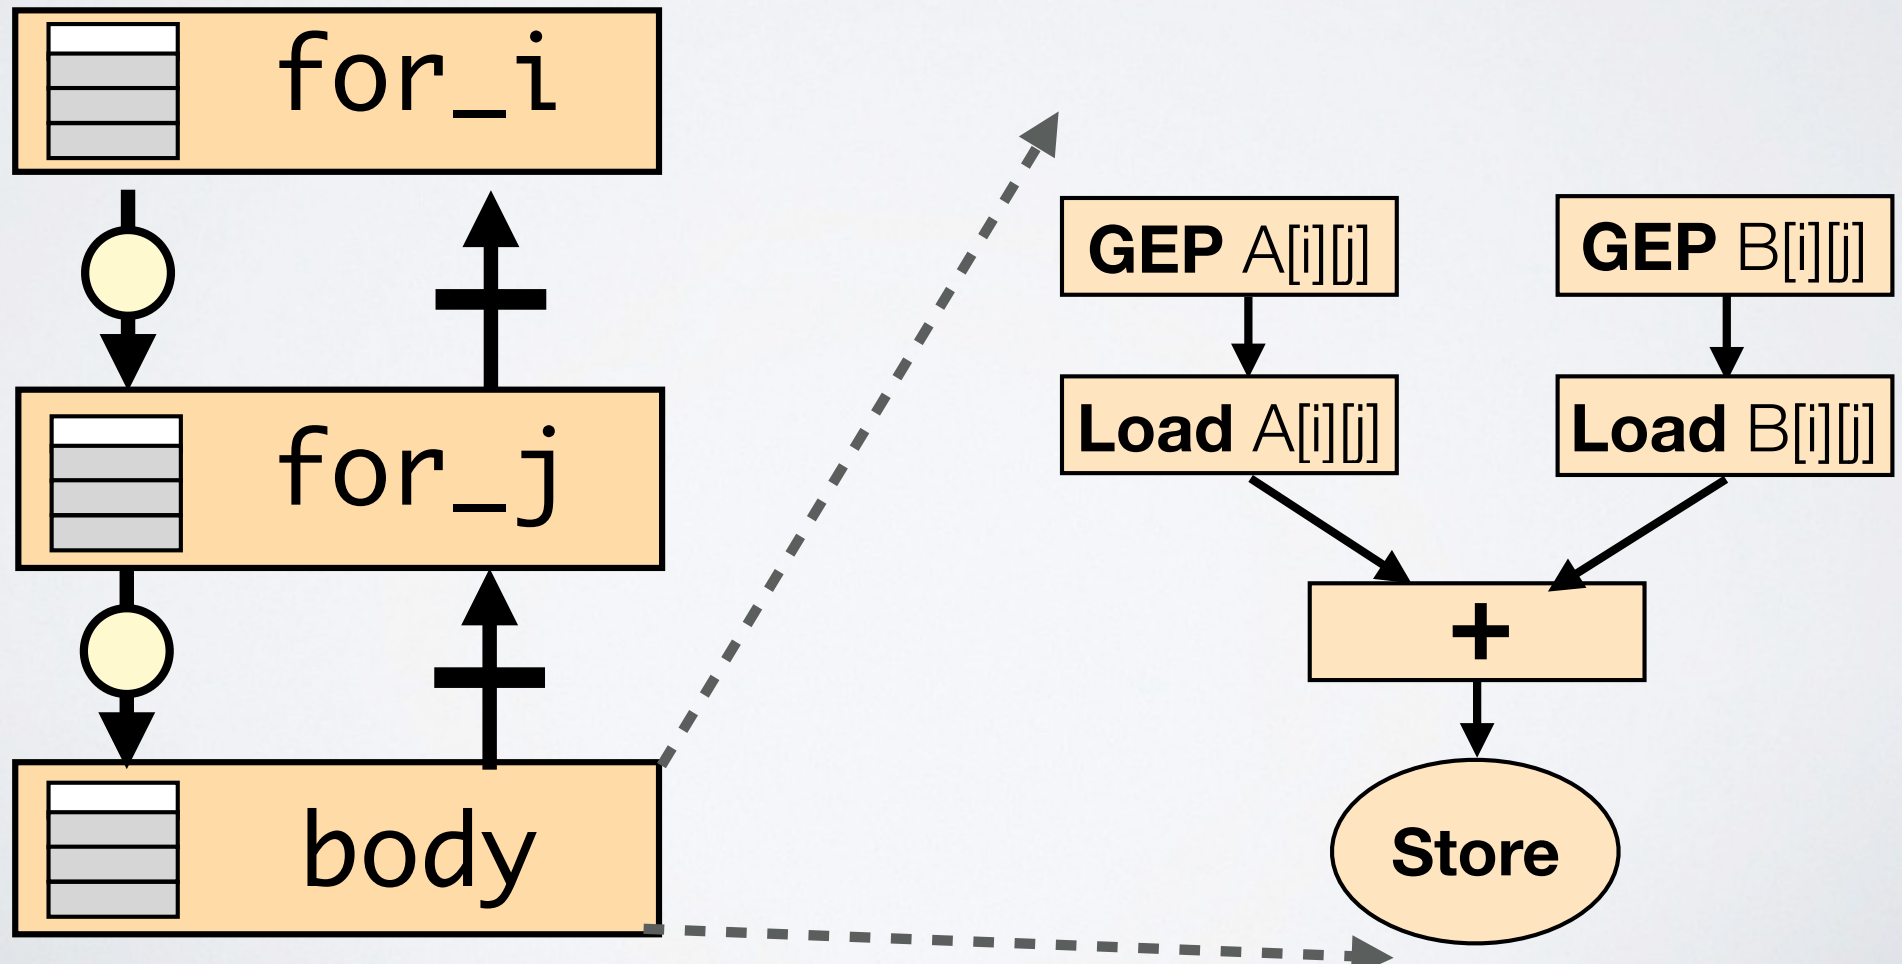 for_i
for_j
body
GEP A[i][j]
GEP B[i][j]
Load A[i][j]
Load B[i][j]
+
Store